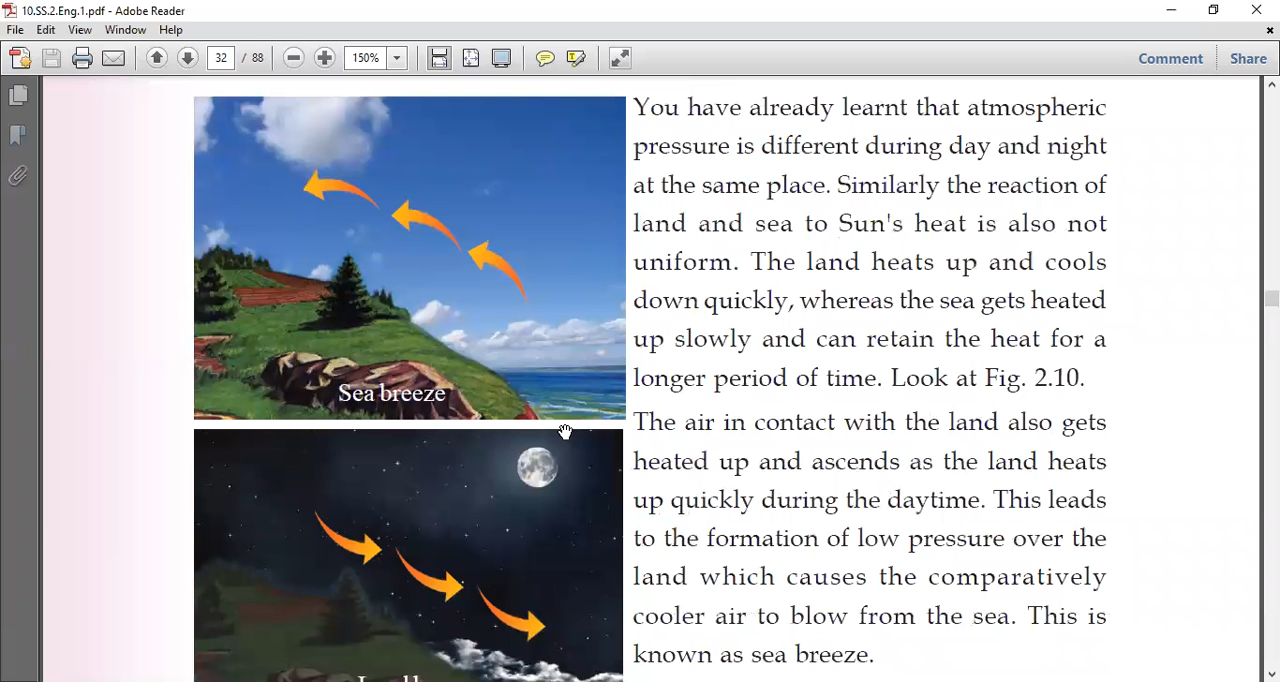 10.SS.2.Eng.1.pdf - Adobe Reader
File Edit View Window Help
32 / 88 150% Comment Share
You have already learnt that atmospheric
pressure is different during day and night
at the same place. Similarly the reaction of
land and sea to Sun's heat is also not
uniform. The land heats up and cools
down quickly, whereas the sea gets heated
up slowly and can retain the heat for a
longer period of time. Look at Fig. 2.10.
Sea breeze
The air in contact with the land also gets
heated up and ascends as the land heats
up quickly during the daytime. This leads
to the formation of low pressure over the
land which causes the comparatively
cooler air to blow from the sea. This is
known as sea breeze.